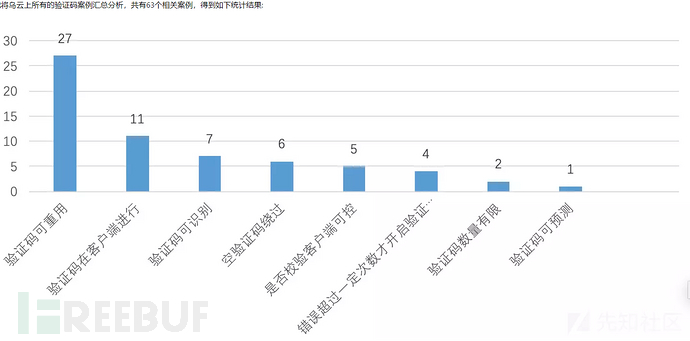 将乌云上所有的验证码案例汇总分析，共有63个相关案例，得到如下统计结果:
30
25
20
15
10
5
0
27
11
7
6
5
4
2
1
验证码可重用
验证码在客户端进行
验证码可识别
空验证码绕过
是否校验客户端可控
错误超过一定次数才开启验证…
验证码数量有限
验证码可预测
FREEBUF
先知社区